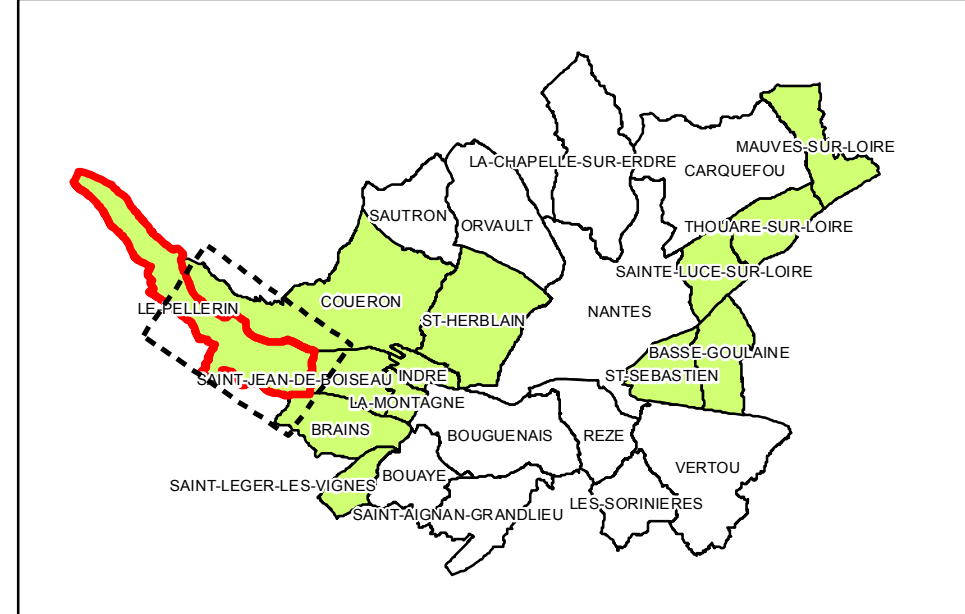 MAUVES-SUR-LOIRE
LA-CHAPELLE-SUR-ERDRE
CARQUEFOU
SAUTRON
ORVAULT
THOUARE-SUR-LOIRE
SAINTE-LUCE-SUR-LOIRE
COUERON
LE-PELLERIN
NANTES
ST-HERBLAIN
BASSE-GOULAINE
ST-SEBASTIEN
INDRE
SAINT-JEAN-DE-BOISEAU
LA-MONTAGNE
BRAINS
BOUGUENAIS
REZE
VERTOU
BOUAYE
SAINT-LEGER-LES-VIGNES
LES-SORINIERES
SAINT-AIGNAN-GRANDLIEU